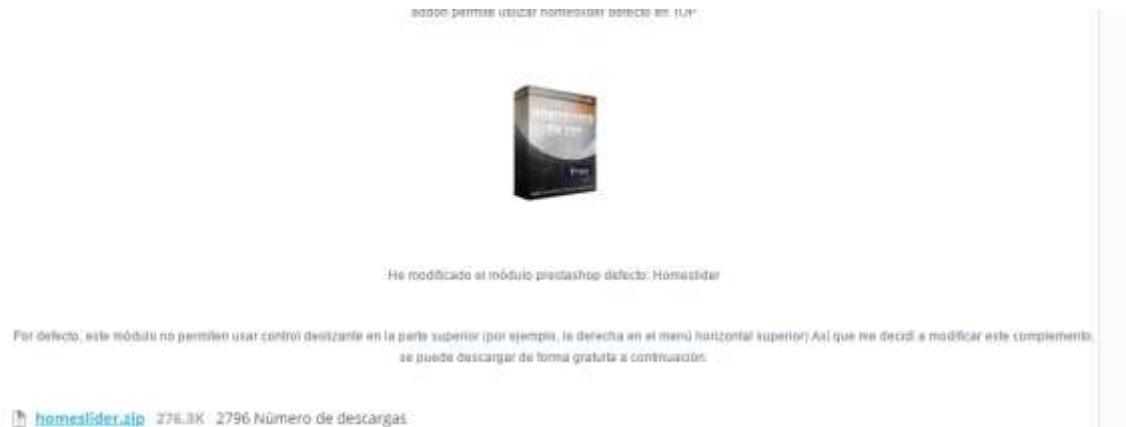 addon permite utilizar homeslider defecto en TOP
He modificado el módulo prestashop defecto: Homeslider
Por defecto, este módulo no permiten usar control deslizante en la parte superior (por ejemplo, la derecha en el menú horizontal superior) Así que me decidí a modificar este complemento,
se puede descargar de forma gratuita a continuación:
homeslider.zip 276.3K 2796 Número de descargas